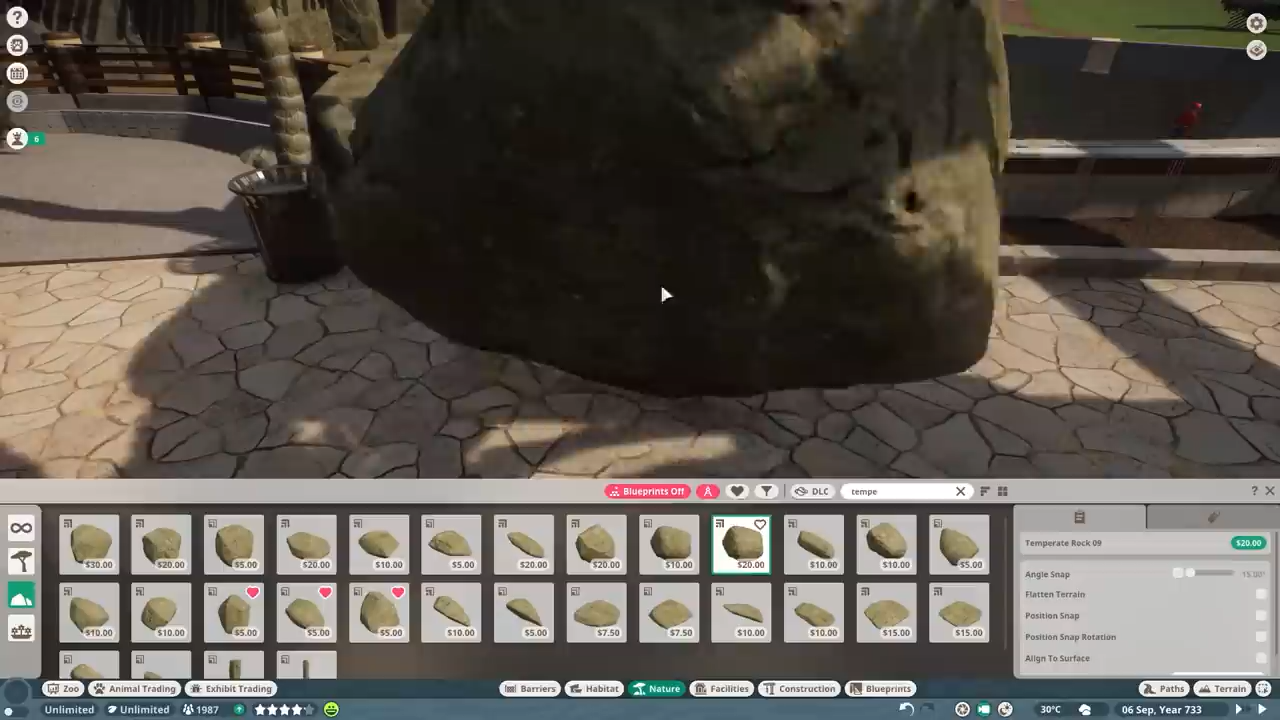 6
Blueprints Off
DLC
tempe
$30.00 $20.00 $5.00 $20.00 $10.00 $5.00 $20.00 $20.00 $10.00 $20.00 $10.00 $10.00 $5.00
$10.00 $10.00 $5.00 $5.00 $5.00 $10.00 $5.00 $7.50 $7.50 $10.00 $10.00 $15.00 $15.00
Temperate Rock 09 $20.00
Angle Snap 15.00°
Flatten Terrain
Position Snap
Position Snap Rotation
Align To Surface
Zoo Animal Trading Exhibit Trading Barriers Habitat Nature Facilities Construction Blueprints Paths Terrain
Unlimited Unlimited 1987 30°C 06 Sep, Year 733